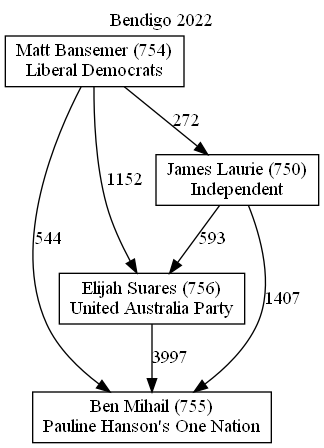 Bendigo 2022
Matt Bansemer (754)
Liberal Democrats
272
James Laurie (750)
Independent
1152
544
593
1407
Elijah Suares (756)
United Australia Party
3997
Ben Mihail (755)
Pauline Hanson's One Nation